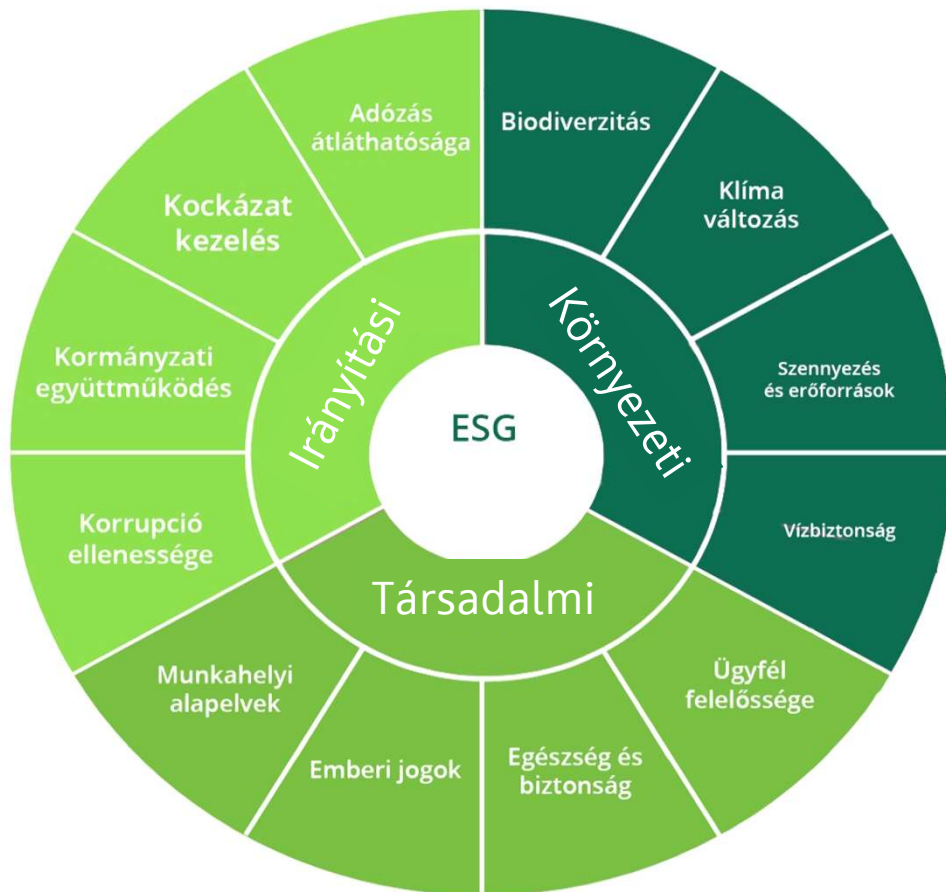 ESG
Környezeti
Biodiverzitás
Klíma
változás
Szennyezés
és erőforrások
Vízbiztonság
Társadalmi
Ügyfél
felelőssége
Egészség és
biztonság
Emberi jogok
Munkahelyi
alapelvek
Irányítási
Korrupció
ellenessége
Kormányzati
együttműködés
Kockázat
kezelés
Adózás
átláthatósága